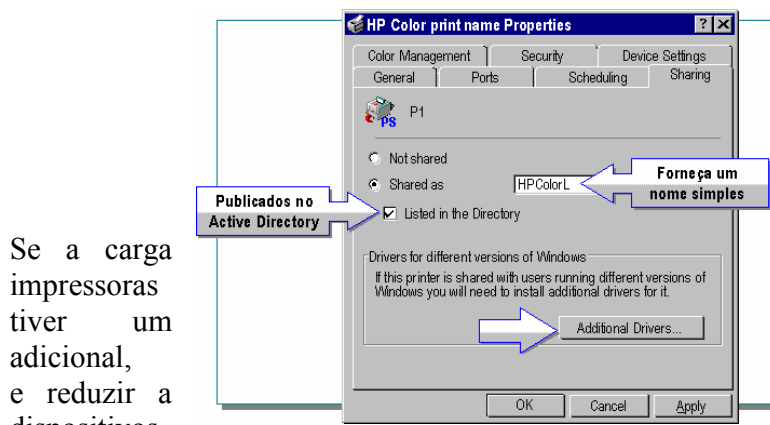 HP Color print name Properties
Color Management Security Device Settings
General Ports Scheduling Sharing
PS P1
Not shared
Shared as HPColorL
Forneça um
nome simples
Publicados no
Active Directory
Listed in the Directory
Drivers for different versions of Windows
If this printer is shared with users running different versions of
Windows you will need to install additional drivers for it.
Additional Drivers...
OK Cancel Apply
Se a carga
impressoras
tiver um
adicional,
e reduzir a
dispositivos